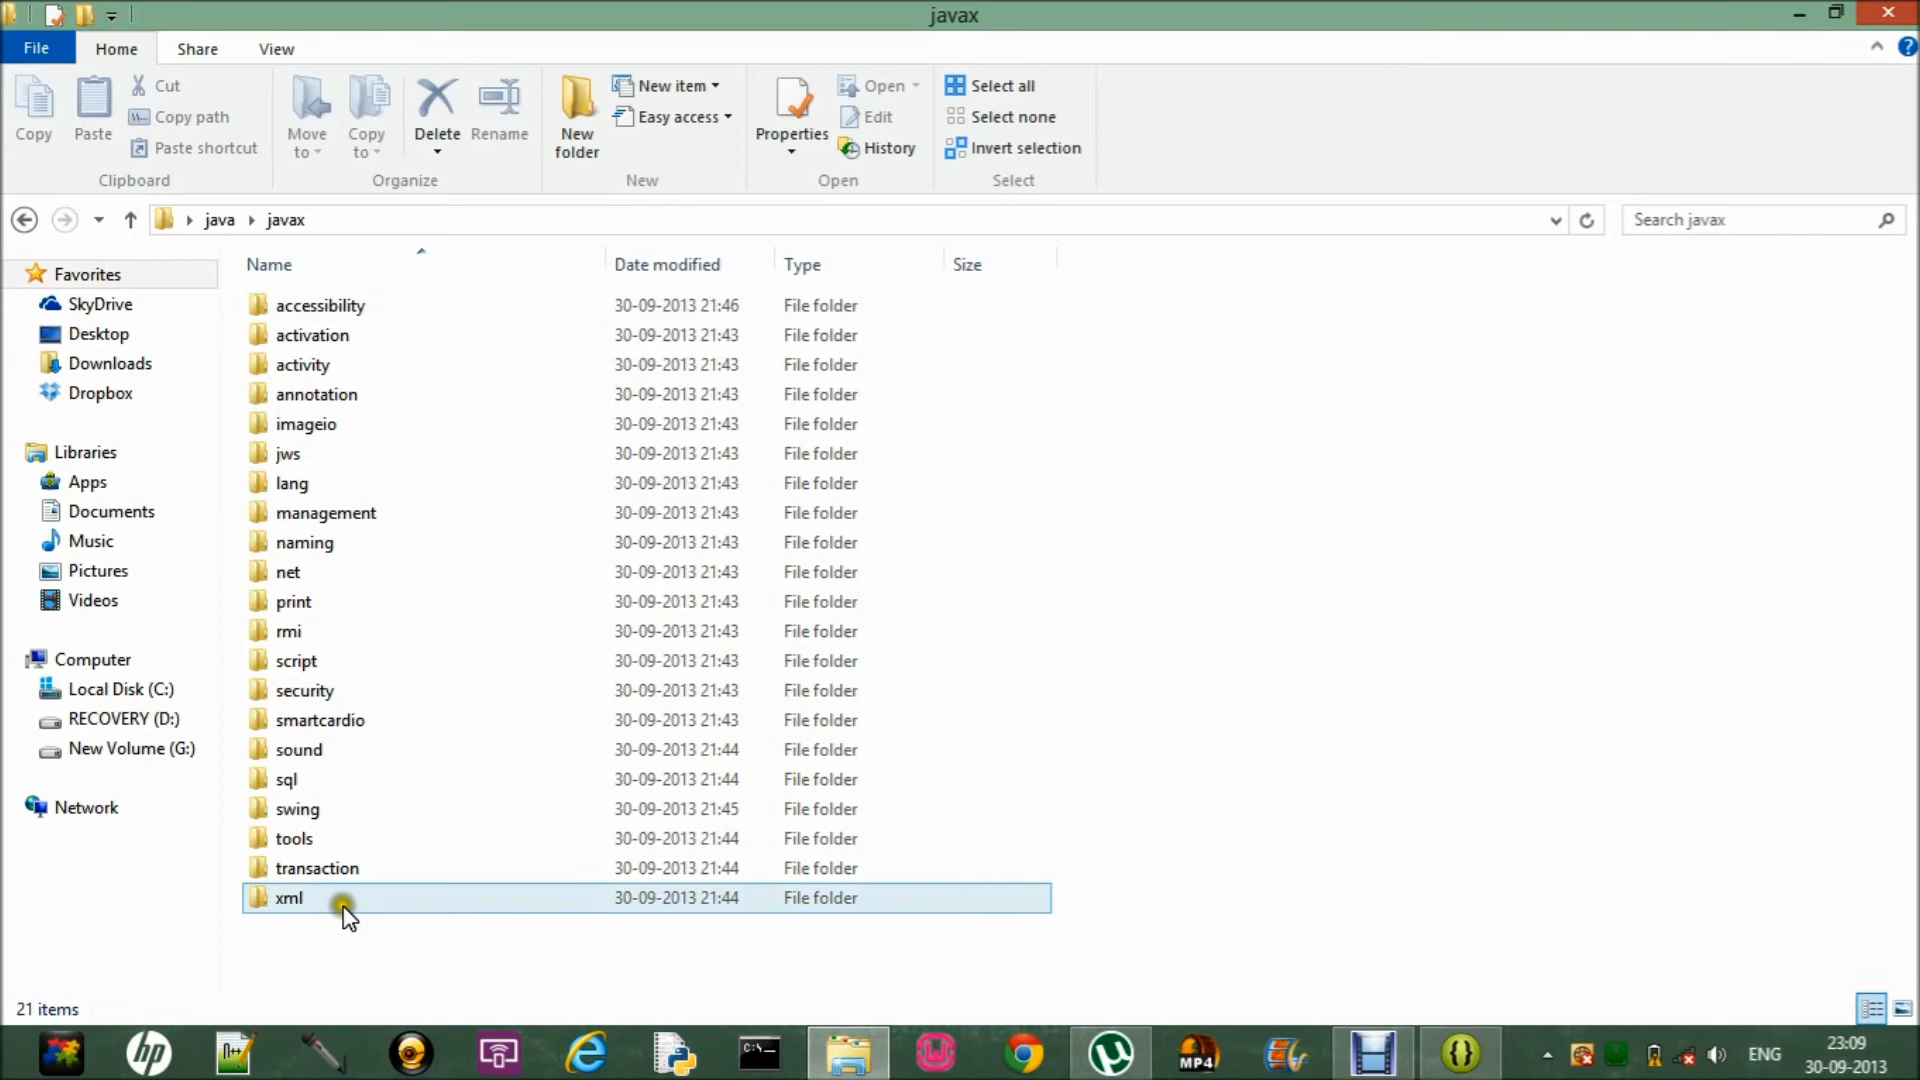 javax
File Home Share View
Copy
Paste
Cut
Copy path
Paste shortcut
Clipboard
Move to
Copy to
Delete
Rename
Organize
New folder
New item
Easy access
New
Properties
Open
Edit
History
Open
Select all
Select none
Invert selection
Select
java javax
Search javax
Name Date modified Type Size
Favorites
SkyDrive
Desktop
Downloads
Dropbox
Libraries
Apps
Documents
Music
Pictures
Videos
Computer
Local Disk (C:)
RECOVERY (D:)
New Volume (G:)
Network
accessibility 30-09-2013 21:46 File folder
activation 30-09-2013 21:43 File folder
activity 30-09-2013 21:43 File folder
annotation 30-09-2013 21:43 File folder
imageio 30-09-2013 21:43 File folder
jws 30-09-2013 21:43 File folder
lang 30-09-2013 21:43 File folder
management 30-09-2013 21:43 File folder
naming 30-09-2013 21:43 File folder
net 30-09-2013 21:43 File folder
print 30-09-2013 21:43 File folder
rmi 30-09-2013 21:43 File folder
script 30-09-2013 21:43 File folder
security 30-09-2013 21:43 File folder
smartcardio 30-09-2013 21:43 File folder
sound 30-09-2013 21:44 File folder
sql 30-09-2013 21:44 File folder
swing 30-09-2013 21:45 File folder
tools 30-09-2013 21:44 File folder
transaction 30-09-2013 21:44 File folder
xml 30-09-2013 21:44 File folder
21 items
hp
N++
C:\_
MP4
{}
ENG
23:09
30-09-2013